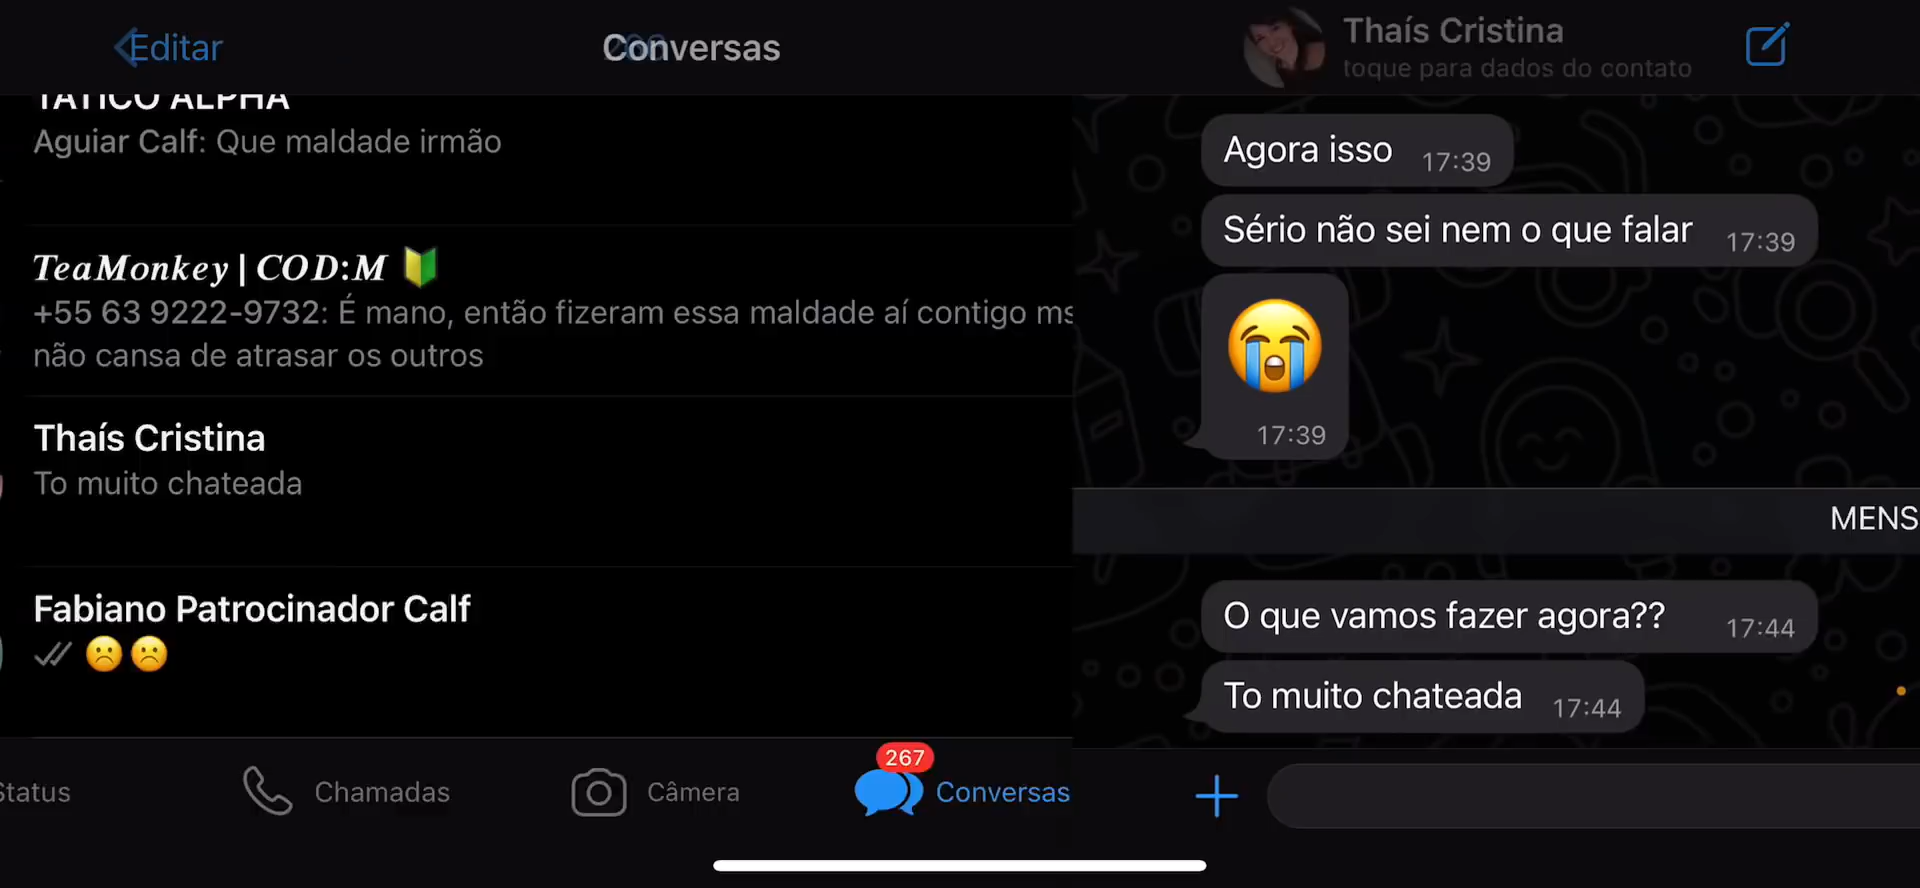 Editar
Conversas
TÁTICO ALPHA
Aguiar Calf: Que maldade irmão
TeaMonkey | COD:M 🔰
+55 63 9222-9732: É mano, então fizeram essa maldade aí contigo ms
não cansa de atrasar os outros
Thaís Cristina
To muito chateada
Fabiano Patrocinador Calf
☹️☹️
Status
Chamadas
Câmera
267
Conversas
Thaís Cristina
toque para dados do contato
Agora isso 17:39
Sério não sei nem o que falar 17:39
😭
17:39
MENS
O que vamos fazer agora?? 17:44
To muito chateada 17:44